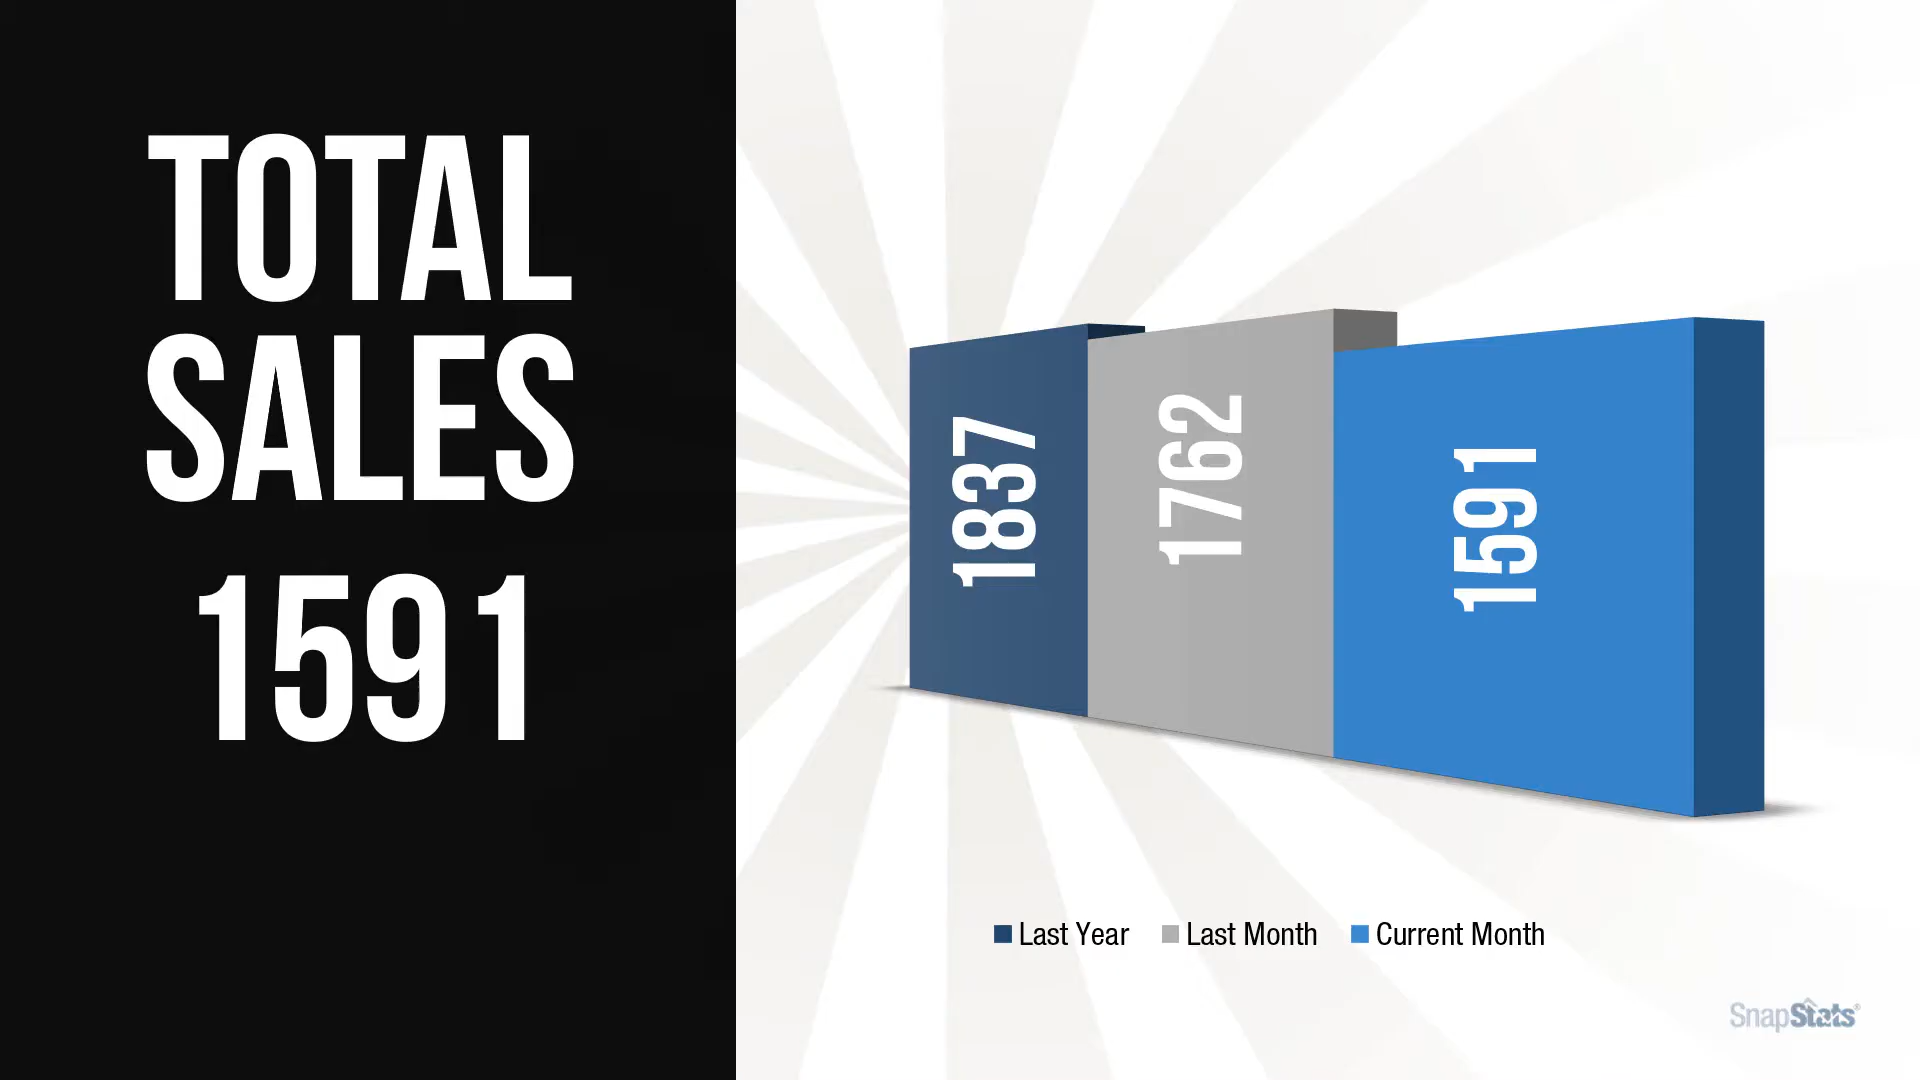 TOTAL
SALES
1591
1837
1762
1591
Last Year
Last Month
Current Month
SnapStats®